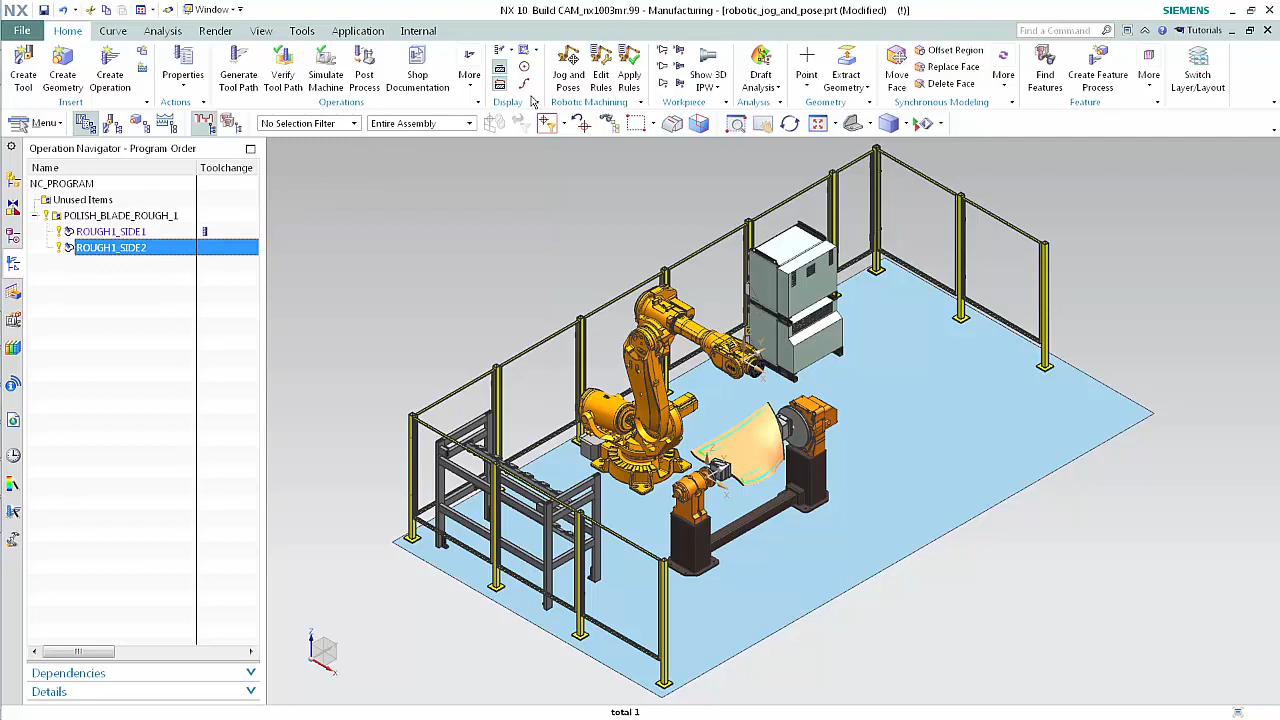 NX
Window
NX 10 Build CAM_nx1003mr.99 - Manufacturing - [robotic_jog_and_pose.prt (Modified) (!)]
SIEMENS
File Home Curve Analysis Render View Tools Application Internal
Find a Command
Tutorials
Create Tool
Create Geometry
Create Operation
Properties
Generate Tool Path
Verify Tool Path
Simulate Machine
Post Process
Shop Documentation
More
Jog and Poses
Edit Rules
Apply Rules
Show 3D IPW
Draft Analysis
Point
Extract Geometry
Move Face
Offset Region
Replace Face
Delete Face
More
Find Features
Create Feature Process
More
Switch Layer/Layout
Insert Actions Operations Display Robotic Machining Workpiece Analysis Geometry Synchronous Modeling Feature
Menu
No Selection Filter
Entire Assembly
Operation Navigator - Program Order
Name Toolchange
NC_PROGRAM
Unused Items
POLISH_BLADE_ROUGH_1
ROUGH1_SIDE1
ROUGH1_SIDE2
Z
X
Dependencies
Details
total 1